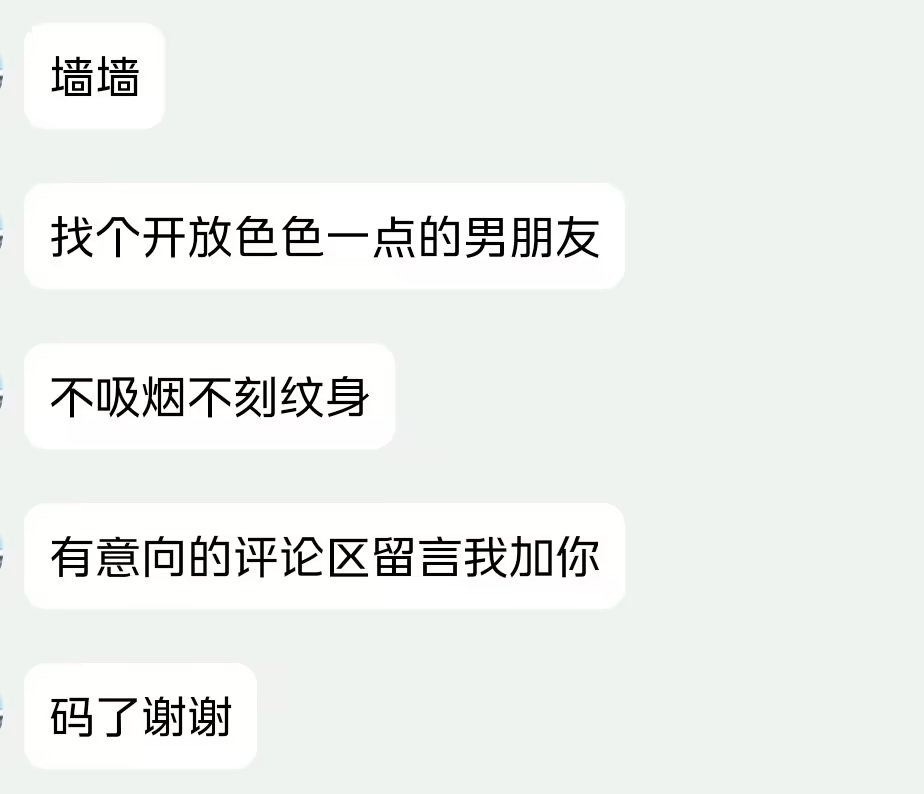 墙墙
找个开放色色一点的男朋友
不吸烟不刻纹身
有意向的评论区留言我加你
码了谢谢